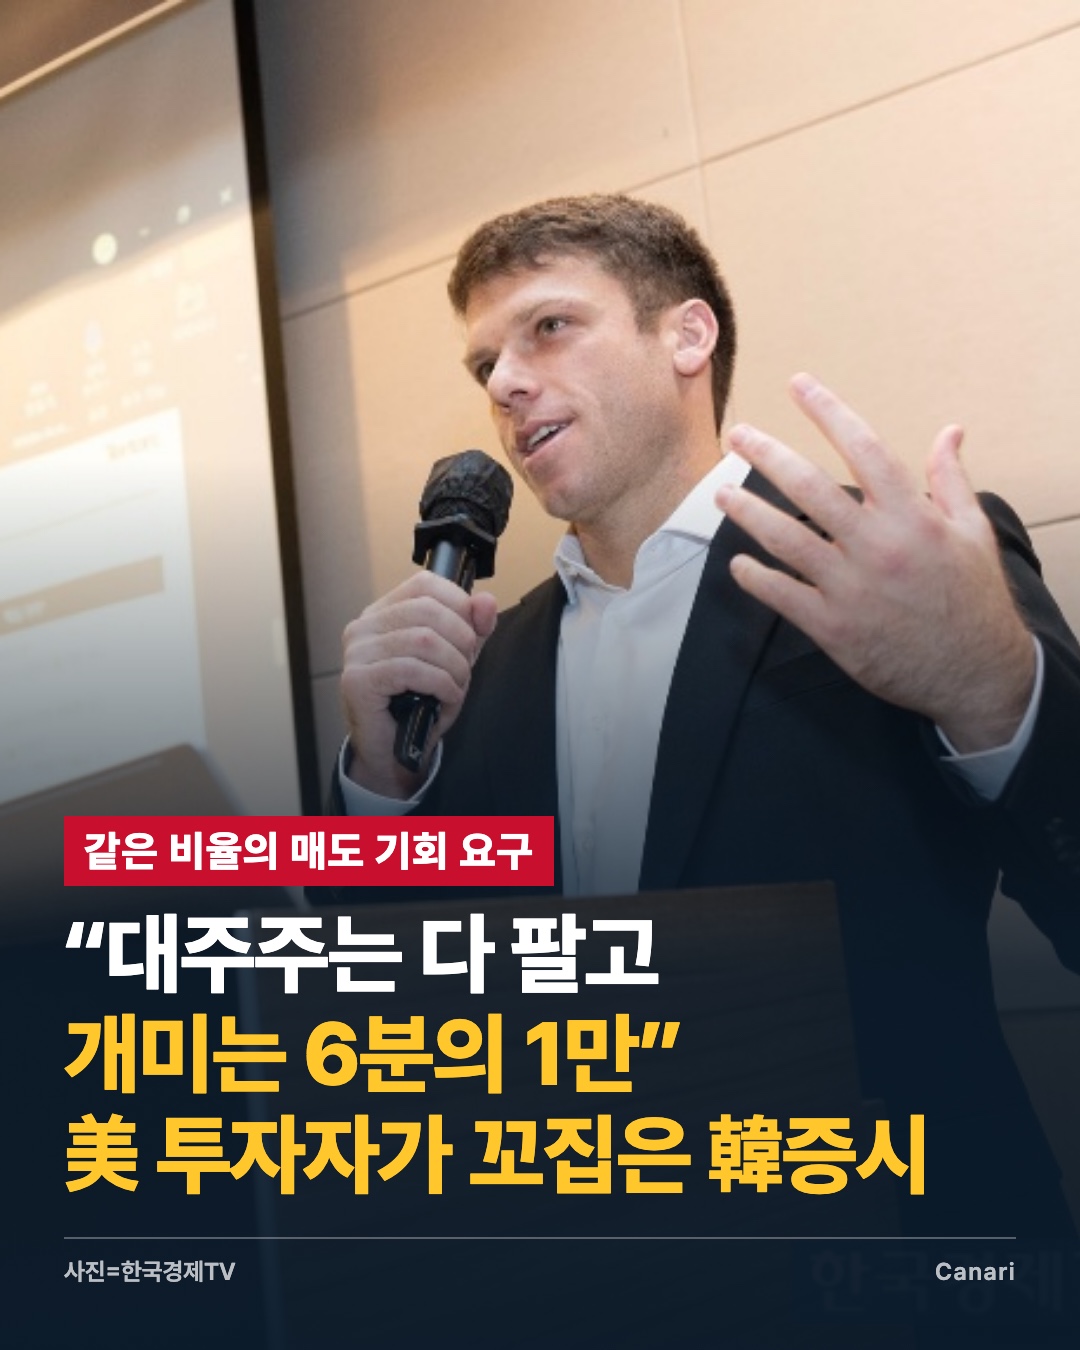 같은 비율의 매도 기회 요구
“대주주는 다 팔고
개미는 6분의 1만”
美 투자자가 꼬집은 韓증시
사진=한국경제TV
Canari